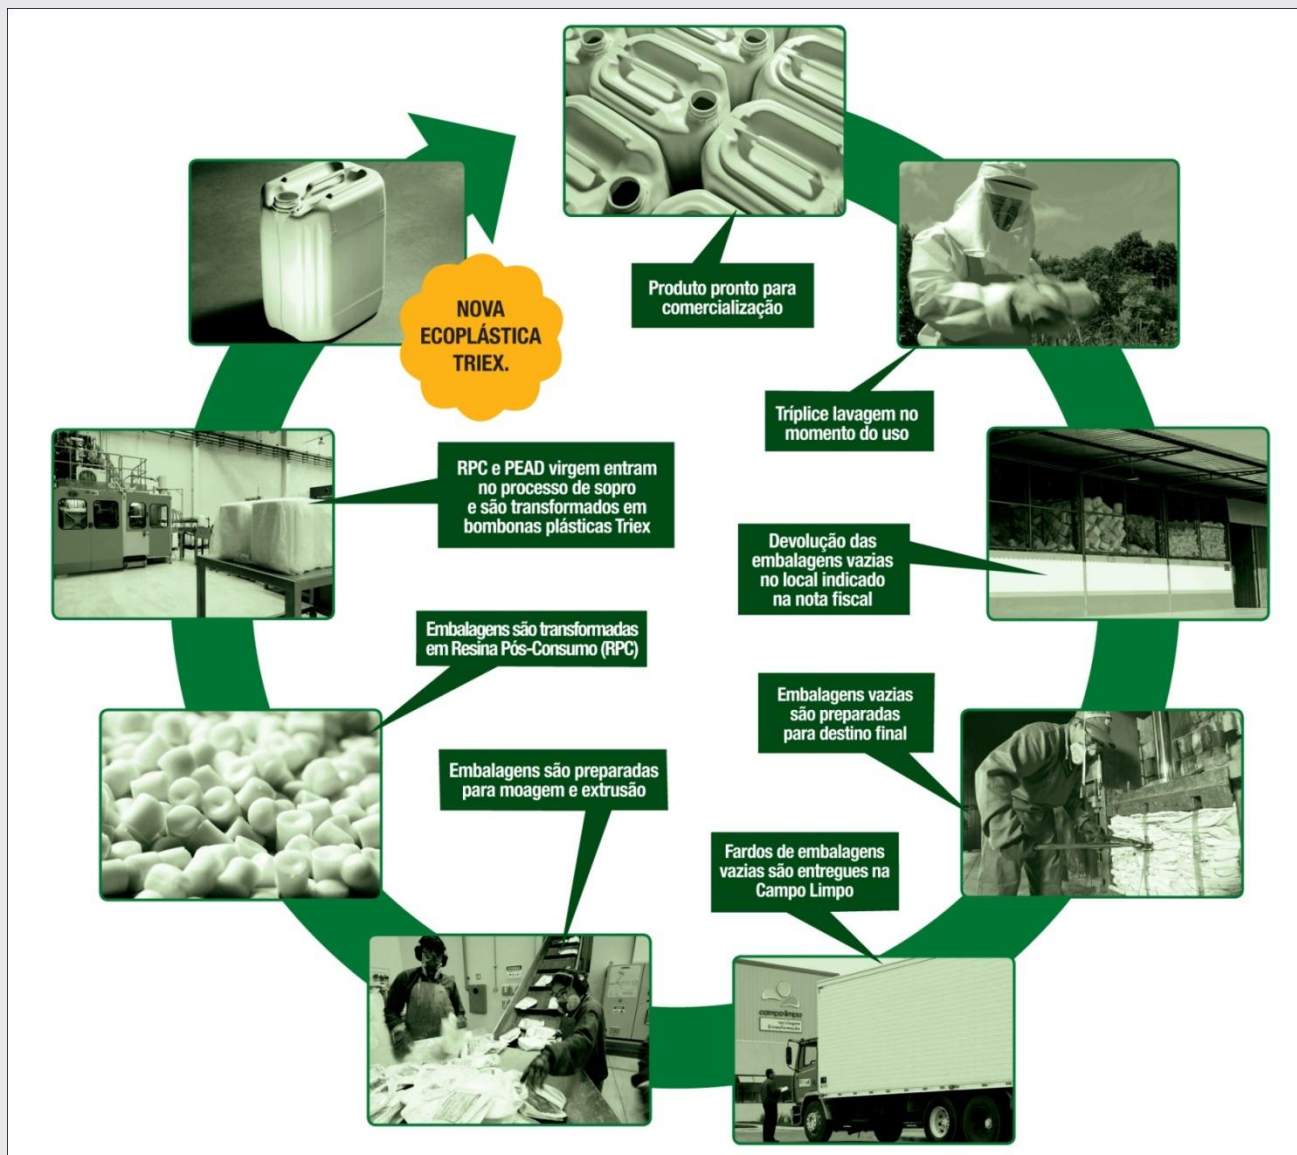 Produto pronto para
comercialização
Tríplice lavagem no
momento do uso
Devolução das
embalagens vazias
no local indicado
na nota fiscal
Embalagens vazias
são preparadas
para destino final
Fardos de embalagens
vazias são entregues na
Campo Limpo
campo limpo
Embalagens são preparadas
para moagem e extrusão
Embalagens são transformadas
em Resina Pós-Consumo (RPC)
RPC e PEAD virgem entram
no processo de sopro
e são transformados em
bombonas plásticas Triex
NOVA
ECOPLÁSTICA
TRIEX.